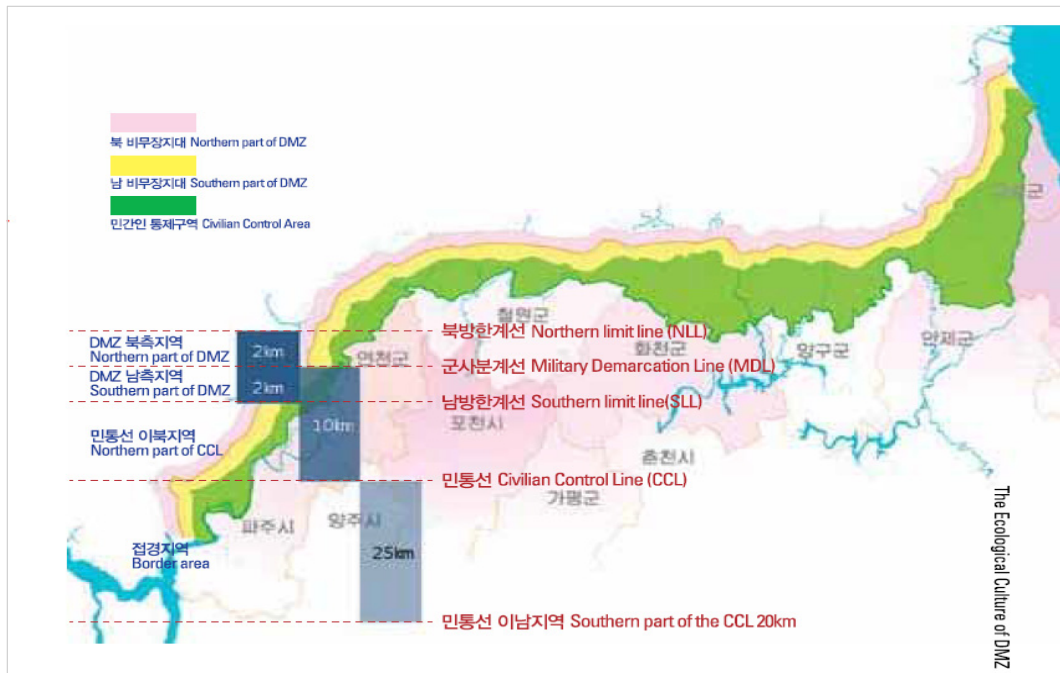 북 비무장지대 Northern part of DMZ
남 비무장지대 Southern part of DMZ
민간인 통제구역 Civilian Control Area
DMZ 북측지역
Northern part of DMZ
DMZ 남측지역
Southern part of DMZ
민통선 이북지역
Northern part of CCL
접경지역
Border area
2km
2km
10km
25km
북방한계선 Northern limit line (NLL)
군사분계선 Military Demarcation Line (MDL)
남방한계선 Southern limit line(SLL)
민통선 Civilian Control Line (CCL)
민통선 이남지역 Southern part of the CCL 20km
철원군
연천군
화천군
양구군
인제군
포천시
춘천시
가평군
파주시
양주시
The Ecological Culture of DMZ